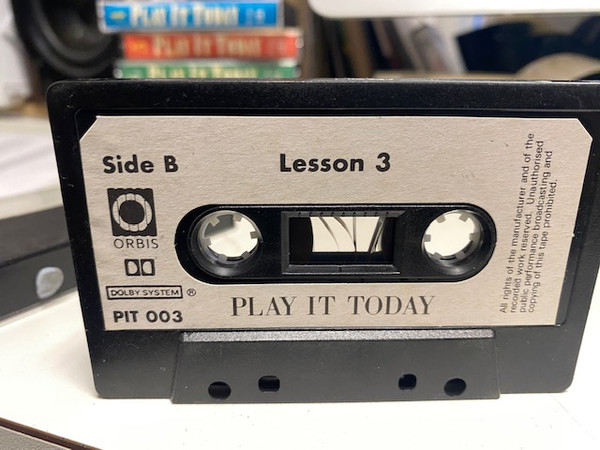 PLAY IT TODAY
PLAY IT TODAY
PLAY IT TODAY
Side B
Lesson 3
ORBIS
DOLBY SYSTEM ®
PIT 003
PLAY IT TODAY
All rights of the manufacturer and of the
recorded work reserved. Unauthorised
public performance broadcasting and
copying of this tape prohibited.